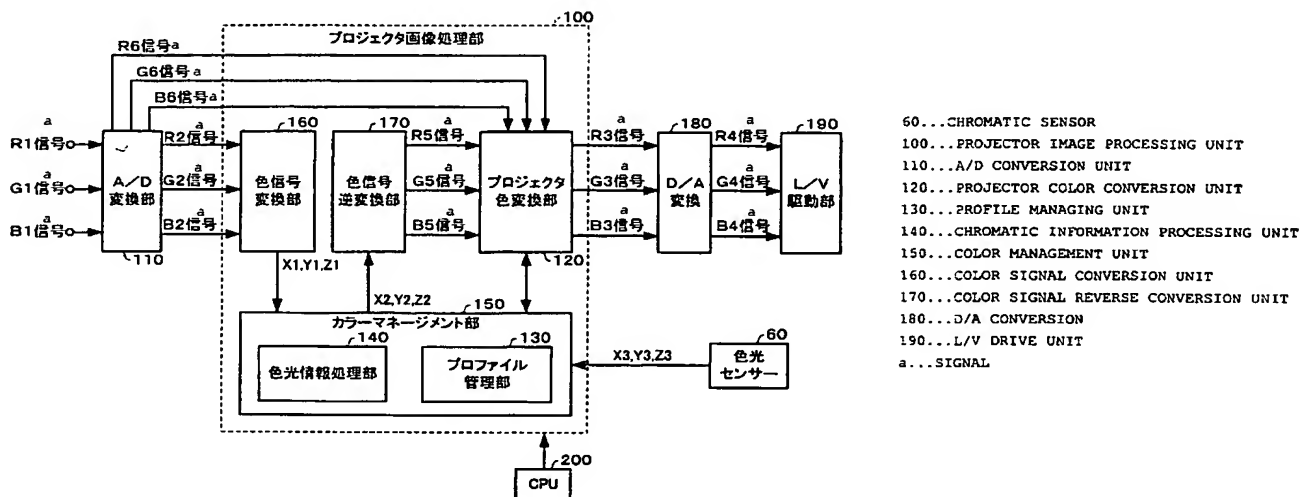 100
プロジェクタ画像処理部
R6信号a
G6信号a
B6信号a
a
R1信号
a
G1信号
a
B1信号
A/D
変換部
110
a
R2信号
a
G2信号
a
B2信号
160
色信号
変換部
170
色信号
逆変換部
a
R5信号
a
G5信号
a
B5信号
プロジェクタ
色変換部
120
a
R3信号
a
G3信号
a
B3信号
180
D/A
変換
a
R4信号
a
G4信号
a
B4信号
190
L/V
駆動部
X1,Y1,Z1
X2,Y2,Z2
150
カラーマネージメント部
140
色光情報処理部
130
プロファイル
管理部
X3,Y3,Z3
60
色光
センサー
200
CPU
60...CHROMATIC SENSOR
100...PROJECTOR IMAGE PROCESSING UNIT
110...A/D CONVERSION UNIT
120...PROJECTOR COLOR CONVERSION UNIT
130...PROFILE MANAGING UNIT
140...CHROMATIC INFORMATION PROCESSING UNIT
150...COLOR MANAGEMENT UNIT
160...COLOR SIGNAL CONVERSION UNIT
170...COLOR SIGNAL REVERSE CONVERSION UNIT
180...D/A CONVERSION
190...L/V DRIVE UNIT
a...SIGNAL